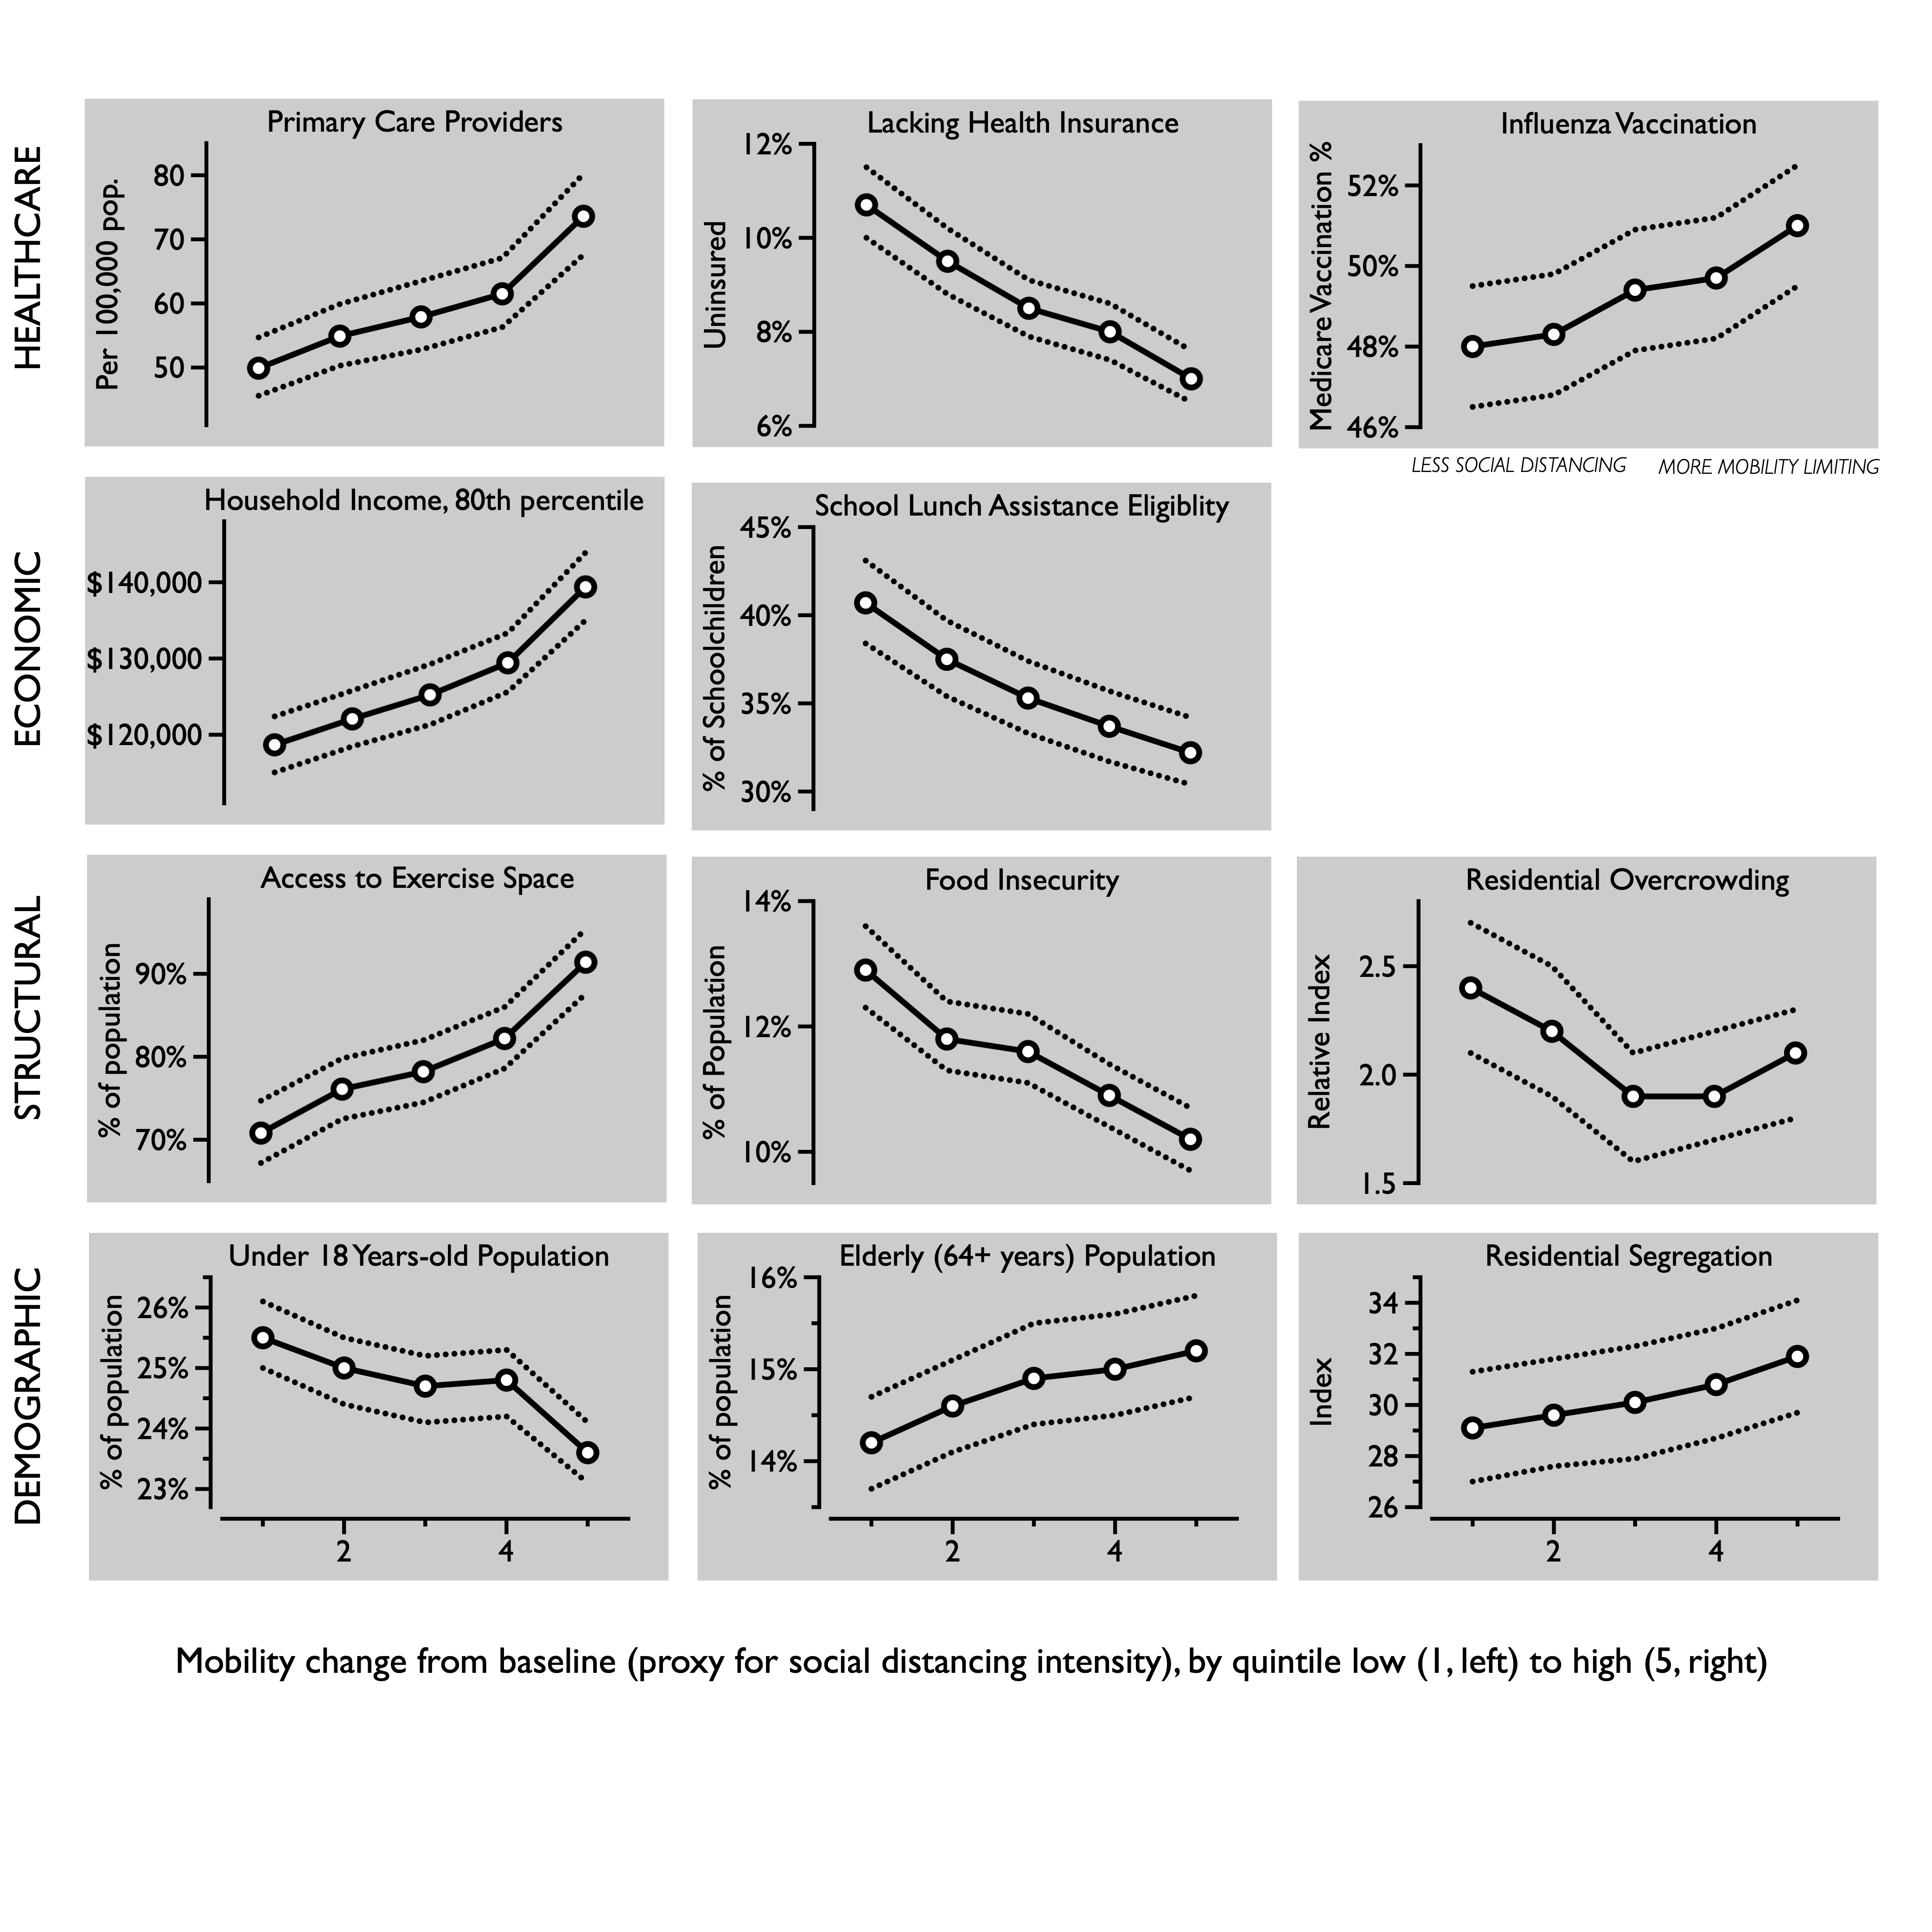 HEALTHCARE
Primary Care Providers
Per 100,000 pop.
80
70
60
50
Lacking Health Insurance
Uninsured
12%
10%
8%
6%
Influenza Vaccination
Medicare Vaccination %
52%
50%
48%
46%
LESS SOCIAL DISTANCING
MORE MOBILITY LIMITING
ECONOMIC
Household Income, 80th percentile
$140,000
$130,000
$120,000
School Lunch Assistance Eligiblity
% of Schoolchildren
45%
40%
35%
30%
STRUCTURAL
Access to Exercise Space
% of population
90%
80%
70%
Food Insecurity
% of Population
14%
12%
10%
Residential Overcrowding
Relative Index
2.5
2.0
1.5
DEMOGRAPHIC
Under 18 Years-old Population
% of population
26%
25%
24%
23%
2
4
Elderly (64+ years) Population
% of population
16%
15%
14%
2
4
Residential Segregation
Index
34
32
30
28
26
2
4
Mobility change from baseline (proxy for social distancing intensity), by quintile low (1, left) to high (5, right)